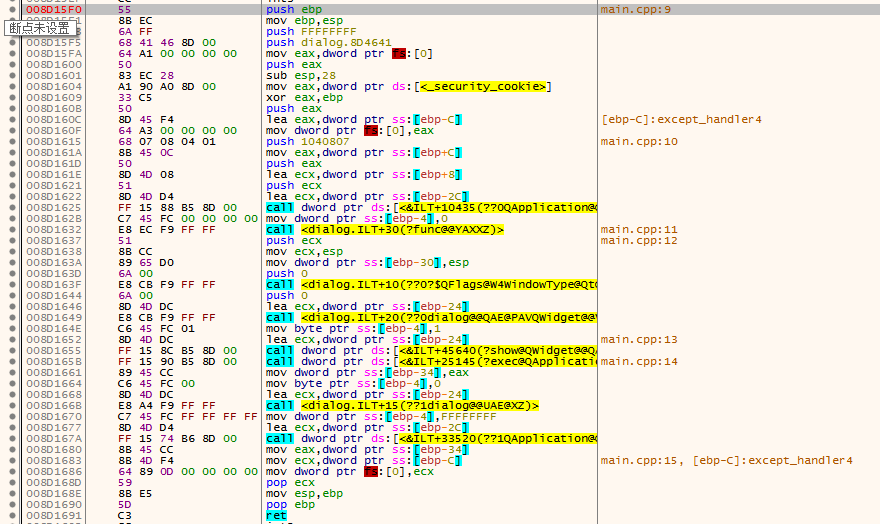 008D15F0 55 push ebp main.cpp:9
8B EC mov ebp,esp
断点未设置 6A FF push FFFFFFFF
008D15F5 68 41 46 8D 00 push dialog.8D4641
008D15FA 64 A1 00 00 00 00 mov eax,dword ptr fs:[0]
008D1600 50 push eax
008D1601 83 EC 28 sub esp,28
008D1604 A1 90 A0 8D 00 mov eax,dword ptr ds:[<_security_cookie>]
008D1609 33 C5 xor eax,ebp
008D160B 50 push eax
008D160C 8D 45 F4 lea eax,dword ptr ss:[ebp-C] [ebp-C]:except_handler4
008D160F 64 A3 00 00 00 00 mov dword ptr fs:[0],eax
008D1615 68 07 08 04 01 push 1040807 main.cpp:10
008D161A 8B 45 0C mov eax,dword ptr ss:[ebp+C]
008D161D 50 push eax
008D161E 8D 4D 08 lea ecx,dword ptr ss:[ebp+8]
008D1621 51 push ecx
008D1622 8D 4D D4 lea ecx,dword ptr ss:[ebp-2C]
008D1625 FF 15 88 B5 8D 00 call dword ptr ds:[<&ILT+10435(??0QApplication@
008D162B C7 45 FC 00 00 00 00 mov dword ptr ss:[ebp-4],0
008D1632 E8 EC F9 FF FF call <dialog.ILT+30(?func@@YAXXZ)> main.cpp:11
008D1637 51 push ecx main.cpp:12
008D1638 8B CC mov ecx,esp
008D163A 89 65 D0 mov dword ptr ss:[ebp-30],esp
008D163D 6A 00 push 0
008D163F E8 CB F9 FF FF call <dialog.ILT+10(??0?$QFlags@W4WindowType@Qt@
008D1644 6A 00 push 0
008D1646 8D 4D DC lea ecx,dword ptr ss:[ebp-24]
008D1649 E8 CB F9 FF FF call <dialog.ILT+20(??0dialog@@QAE@PAVQWidget@@
008D164E C6 45 FC 01 mov byte ptr ss:[ebp-4],1
008D1652 8D 4D DC lea ecx,dword ptr ss:[ebp-24] main.cpp:13
008D1655 FF 15 8C B5 8D 00 call dword ptr ds:[<&ILT+45640(?show@QWidget@@Q
008D165B FF 15 90 B5 8D 00 call dword ptr ds:[<&ILT+25145(?exec@QApplicati main.cpp:14
008D1661 89 45 CC mov dword ptr ss:[ebp-34],eax
008D1664 C6 45 FC 00 mov byte ptr ss:[ebp-4],0
008D1668 8D 4D DC lea ecx,dword ptr ss:[ebp-24]
008D166B E8 A4 F9 FF FF call <dialog.ILT+15(??1dialog@@UAE@XZ)>
008D1670 C7 45 FC FF FF FF FF mov dword ptr ss:[ebp-4],FFFFFFFF
008D1677 8D 4D D4 lea ecx,dword ptr ss:[ebp-2C]
008D167A FF 15 74 B6 8D 00 call dword ptr ds:[<&ILT+33520(??1QApplication@
008D1680 8B 45 CC mov eax,dword ptr ss:[ebp-34]
008D1683 8B 4D F4 mov ecx,dword ptr ss:[ebp-C] main.cpp:15, [ebp-C]:except_handler4
008D1686 64 89 0D 00 00 00 00 mov dword ptr fs:[0],ecx
008D168D 59 pop ecx
008D168E 8B E5 mov esp,ebp
008D1690 5D pop ebp
008D1691 C3 ret